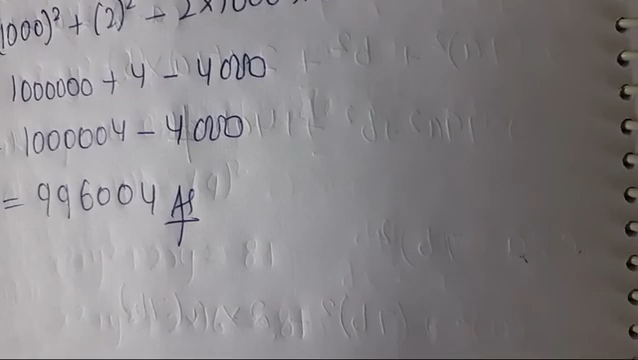 1000)² + (2)² - 2×1000
1000000 + 4 - 4000
1000004 - 4000
= 996004 As